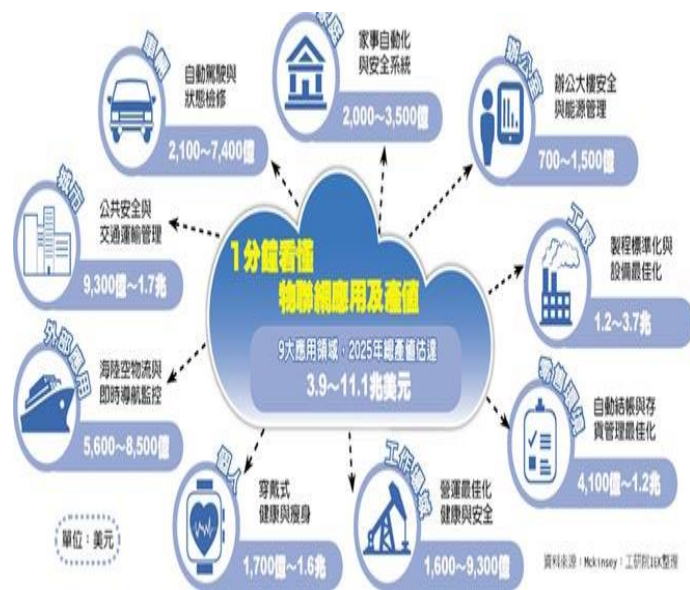 1分鐘看懂
物聯網應用及產值
9大應用領域，2025年總產值估達
3.9～11.1兆美元
車輛
自動駕駛與
狀態檢修
2,100～7,400億
家庭
家事自動化
與安全系統
2,000～3,500億
辦公室
辦公大樓安全
與能源管理
700～1,500億
城市
公共安全與
交通運輸管理
9,300億～1.7兆
工廠
製程標準化與
設備最佳化
1.2～3.7兆
外部應用
海陸空物流與
即時導航監控
5,600～8,500億
零售環境
自動結帳與存
貨管理最佳化
4,100億～1.2兆
個人
穿戴式
健康與瘦身
1,700億～1.6兆
工作場域
營運最佳化
健康與安全
1,600～9,300億
單位：美元
資料來源：Mckinsey；工研院IEK整理